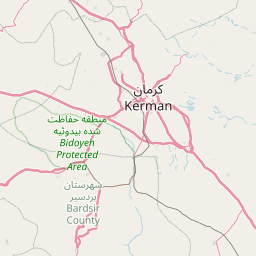 کرمان
Kerman
منطقه حفاظت
شده بیدوئیه
Bidoyeh
Protected
Area
شهرستان
بردسیر
Bardsir
County